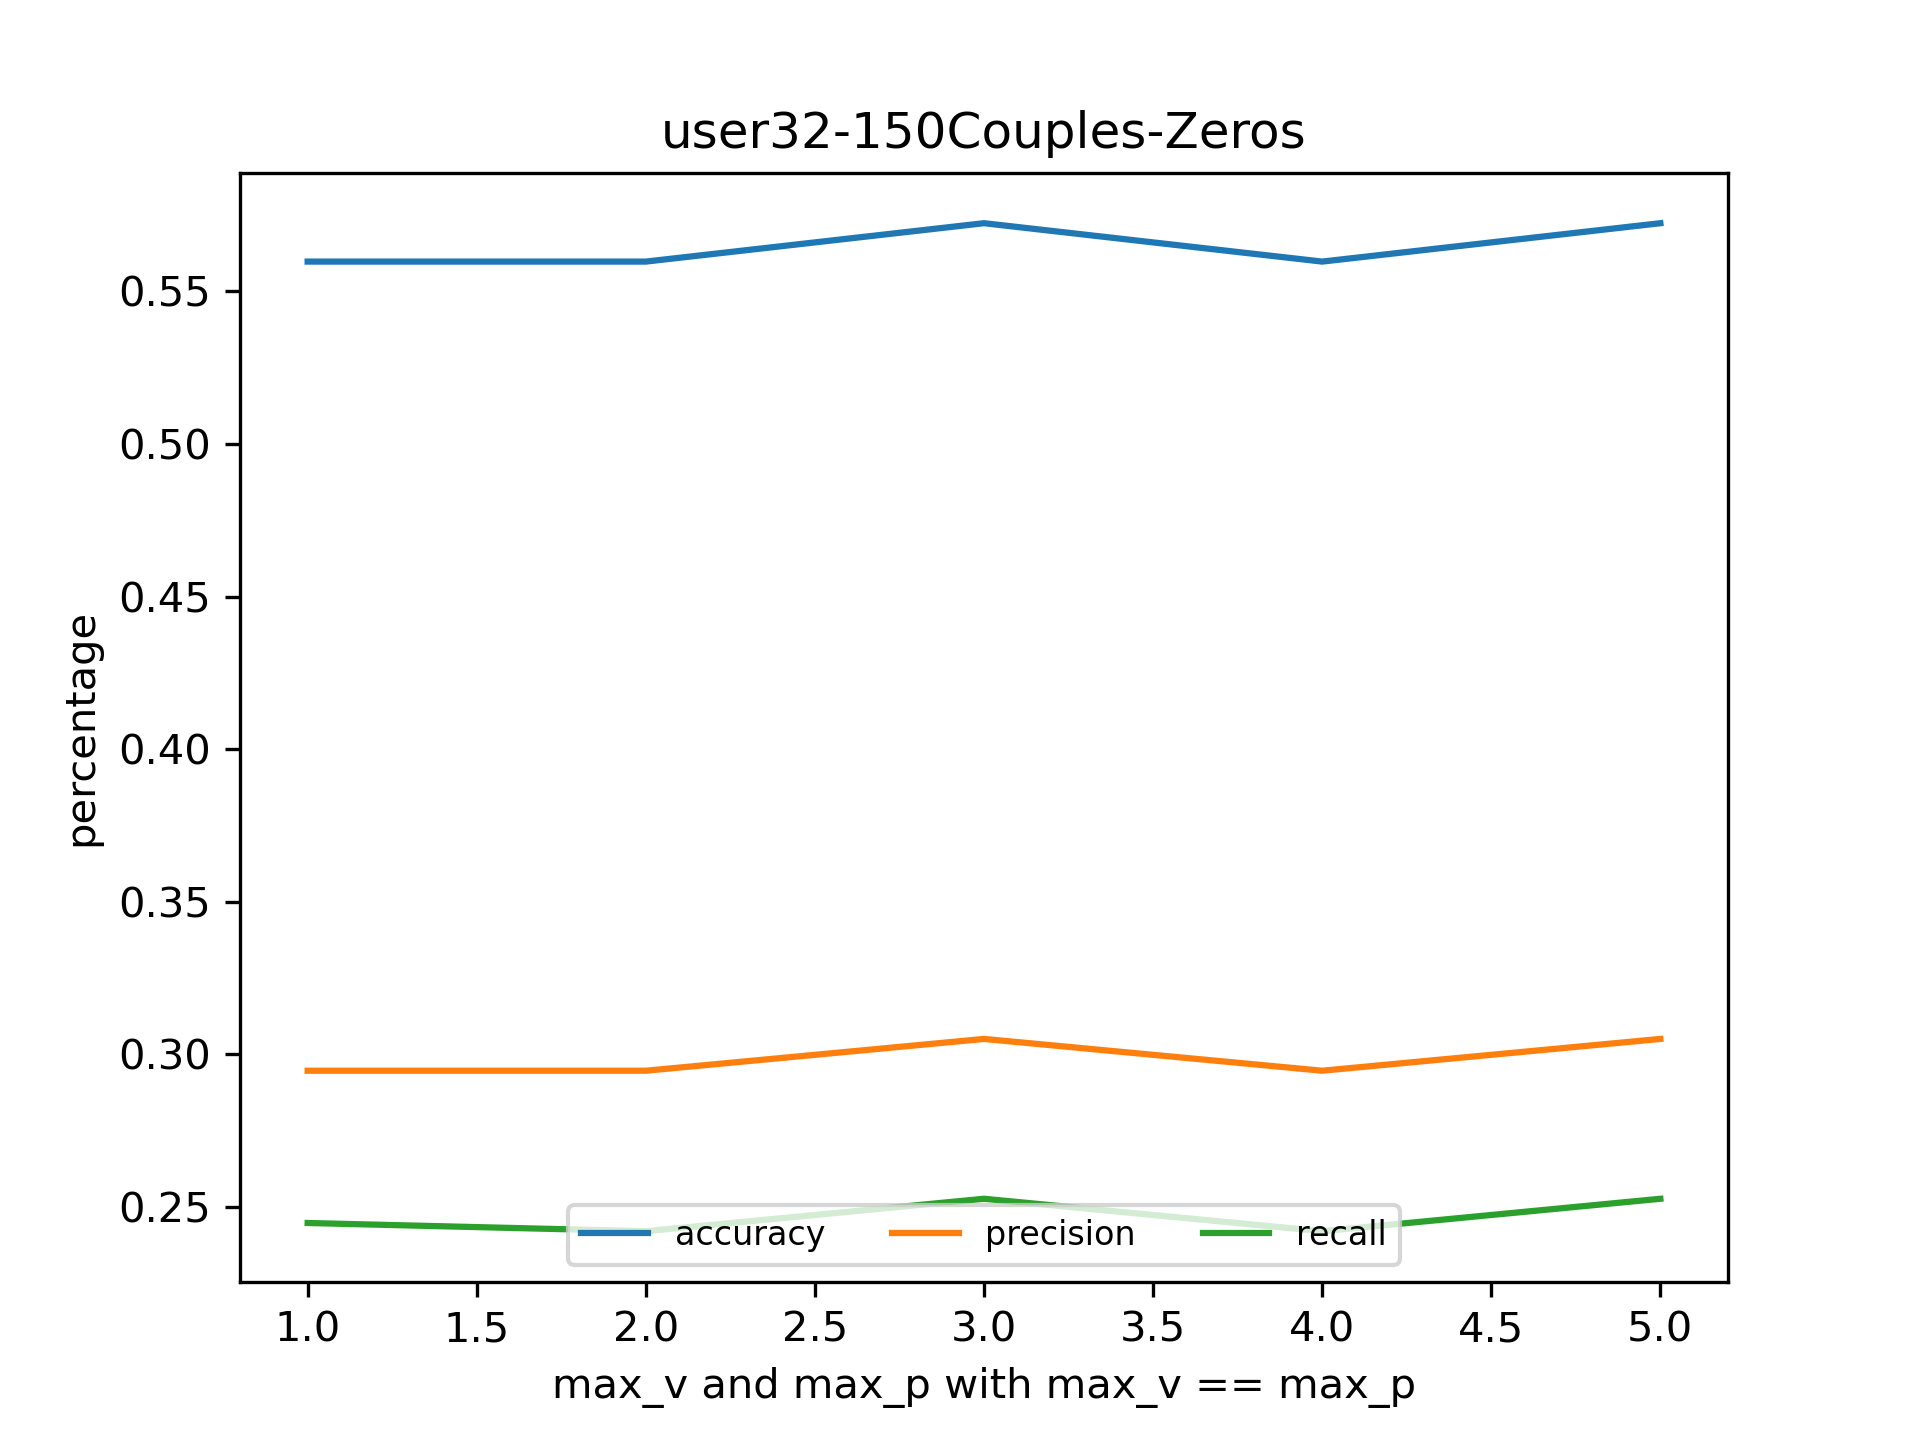 user32-150Couples-Zeros
percentage
0.55
0.50
0.45
0.40
0.35
0.30
0.25
accuracy precision recall
1.0 1.5 2.0 2.5 3.0 3.5 4.0 4.5 5.0
max_v and max_p with max_v == max_p